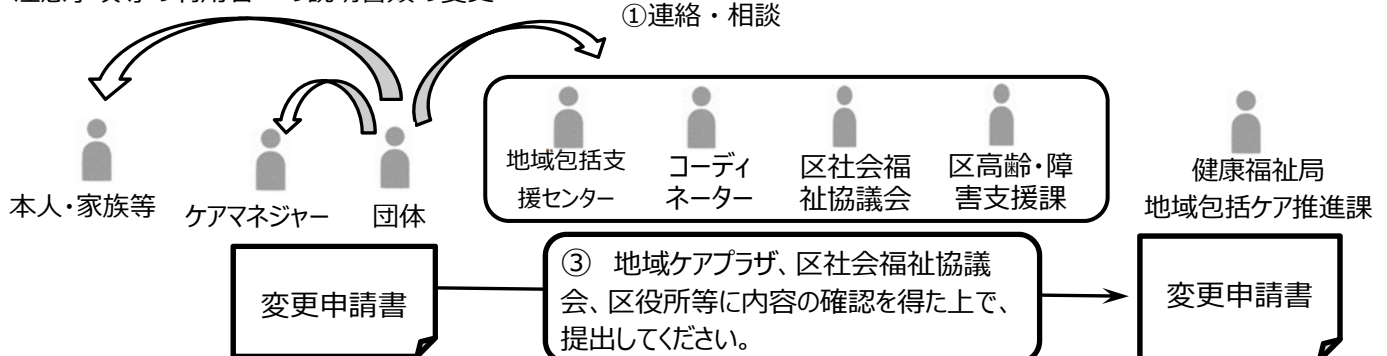 ①連絡・相談
地域包括支
援センター
コーディ
ネーター
区社会福
祉協議会
区高齢・障
害支援課
本人・家族等
ケアマネジャー
団体
健康福祉局
地域包括ケア推進課
変更申請書
③ 地域ケアプラザ、区社会福祉協議
会、区役所等に内容の確認を得た上で、
提出してください。
変更申請書